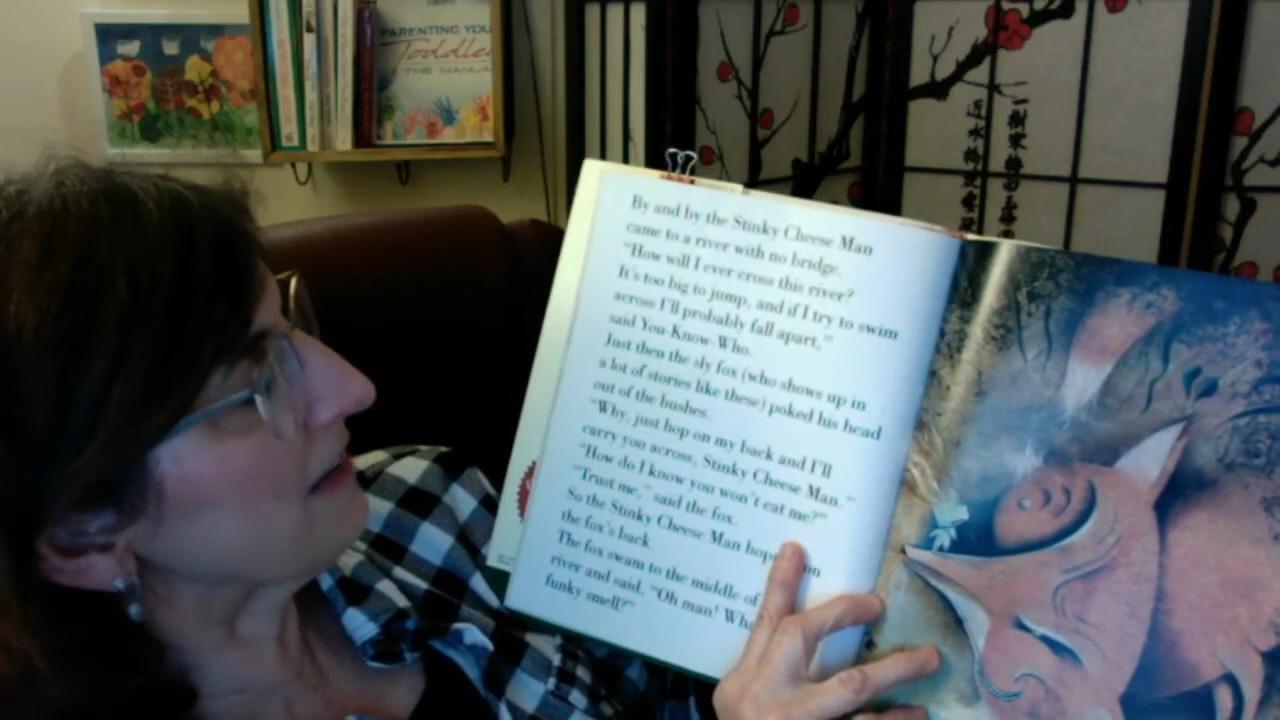 PARENTING YOU
Toddle
THE MANUA
By and by the Stinky Cheese Man
came to a river with no bridge.
"How will I ever cross this river?
It's too big to jump, and if I try to swim
across I'll probably fall apart,"
said You-Know-Who.
Just then the sly fox (who shows up in
a lot of stories like these) poked his head
out of the bushes.
"Why, just hop on my back and I'll
carry you across, Stinky Cheese Man."
"How do I know you won't eat me?"
"Trust me," said the fox.
So the Stinky Cheese Man hop on
the fox's back.
The fox swam to the middle of
river and said, "Oh man! Wh
funky smell?"